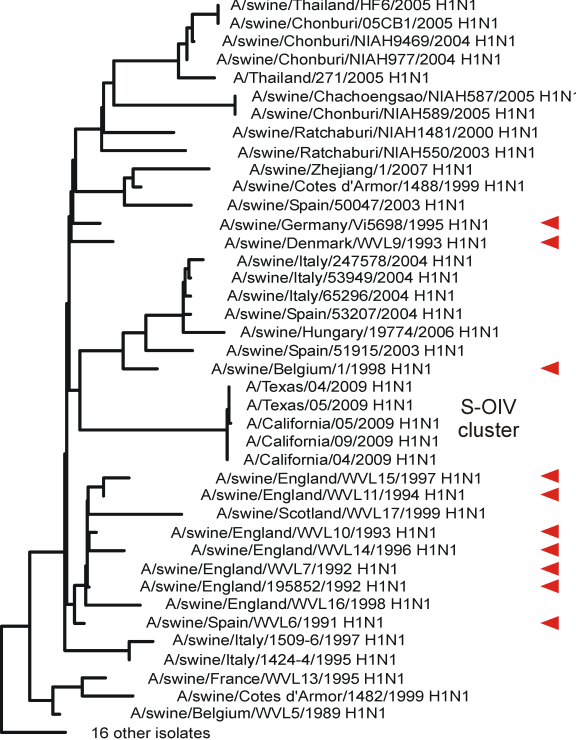 A/swine/Thailand/HF6/2005 H1N1
A/swine/Chonburi/05CB1/2005 H1N1
A/swine/Chonburi/NIAH9469/2004 H1N1
A/swine/Chonburi/NIAH977/2004 H1N1
A/Thailand/271/2005 H1N1
A/swine/Chachoengsao/NIAH587/2005 H1N1
A/swine/Chonburi/NIAH589/2005 H1N1
A/swine/Ratchaburi/NIAH1481/2000 H1N1
A/swine/Ratchaburi/NIAH550/2003 H1N1
A/swine/Zhejiang/1/2007 H1N1
A/swine/Cotes d'Armor/1488/1999 H1N1
A/swine/Spain/50047/2003 H1N1
A/swine/Germany/Vi5698/1995 H1N1
A/swine/Denmark/WVL9/1993 H1N1
A/swine/Italy/247578/2004 H1N1
A/swine/Italy/53949/2004 H1N1
A/swine/Italy/65296/2004 H1N1
A/swine/Spain/53207/2004 H1N1
A/swine/Hungary/19774/2006 H1N1
A/swine/Spain/51915/2003 H1N1
A/swine/Belgium/1/1998 H1N1
A/Texas/04/2009 H1N1
A/Texas/05/2009 H1N1
A/California/05/2009 H1N1
A/California/09/2009 H1N1
A/California/04/2009 H1N1
S-OIV
cluster
A/swine/England/WVL15/1997 H1N1
A/swine/England/WVL11/1994 H1N1
A/swine/Scotland/WVL17/1999 H1N1
A/swine/England/WVL10/1993 H1N1
A/swine/England/WVL14/1996 H1N1
A/swine/England/WVL7/1992 H1N1
A/swine/England/195852/1992 H1N1
A/swine/England/WVL16/1998 H1N1
A/swine/Spain/WVL6/1991 H1N1
A/swine/Italy/1509-6/1997 H1N1
A/swine/Italy/1424-4/1995 H1N1
A/swine/France/WVL13/1995 H1N1
A/swine/Cotes d'Armor/1482/1999 H1N1
A/swine/Belgium/WVL5/1989 H1N1
16 other isolates